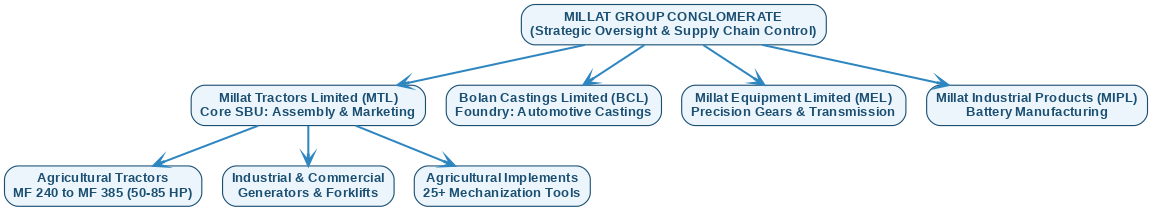 MILLAT GROUP CONGLOMERATE
(Strategic Oversight & Supply Chain Control)
Millat Tractors Limited (MTL)
Core SBU: Assembly & Marketing
Bolan Castings Limited (BCL)
Foundry: Automotive Castings
Millat Equipment Limited (MEL)
Precision Gears & Transmission
Millat Industrial Products (MIPL)
Battery Manufacturing
Agricultural Tractors
MF 240 to MF 385 (50-85 HP)
Industrial & Commercial
Generators & Forklifts
Agricultural Implements
25+ Mechanization Tools